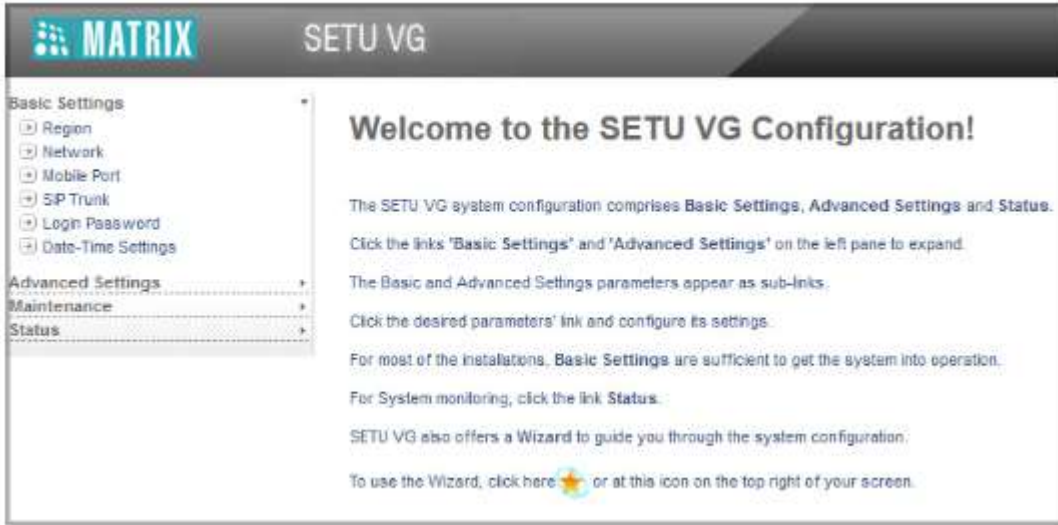 MATRIX SETU VG
Basic Settings
Region
Network
Mobile Port
SIP Trunk
Login Password
Date-Time Settings
Advanced Settings
Maintenance
Status
Welcome to the SETU VG Configuration!
The SETU VG system configuration comprises Basic Settings, Advanced Settings and Status.
Click the links 'Basic Settings' and 'Advanced Settings' on the left pane to expand.
The Basic and Advanced Settings parameters appear as sub-links.
Click the desired parameters' link and configure its settings.
For most of the installations, Basic Settings are sufficient to get the system into operation.
For System monitoring, click the link Status.
SETU VG also offers a Wizard to guide you through the system configuration.
To use the Wizard, click here or at this icon on the top right of your screen.